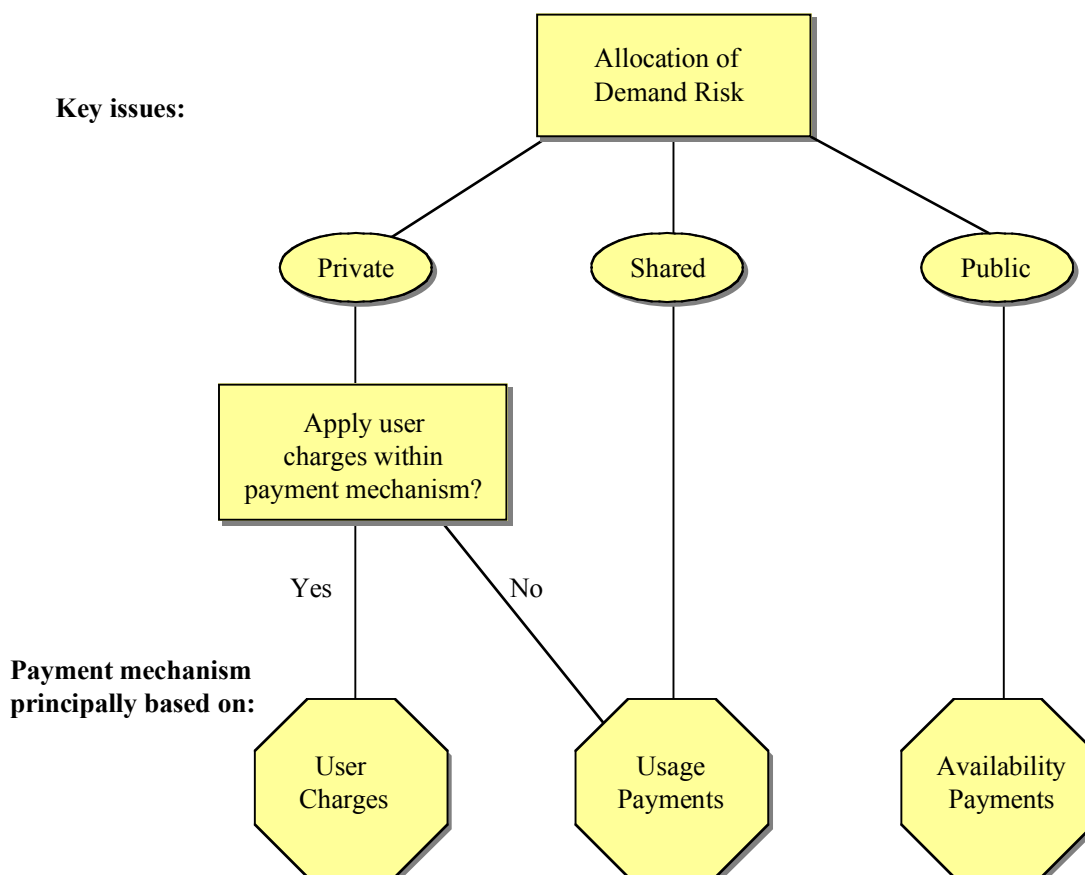 Allocation of
Demand Risk
Key issues:
Private
Shared
Public
Apply user
charges within
payment mechanism?
Yes
No
Payment mechanism
principally based on:
User
Charges
Usage
Payments
Availability
Payments